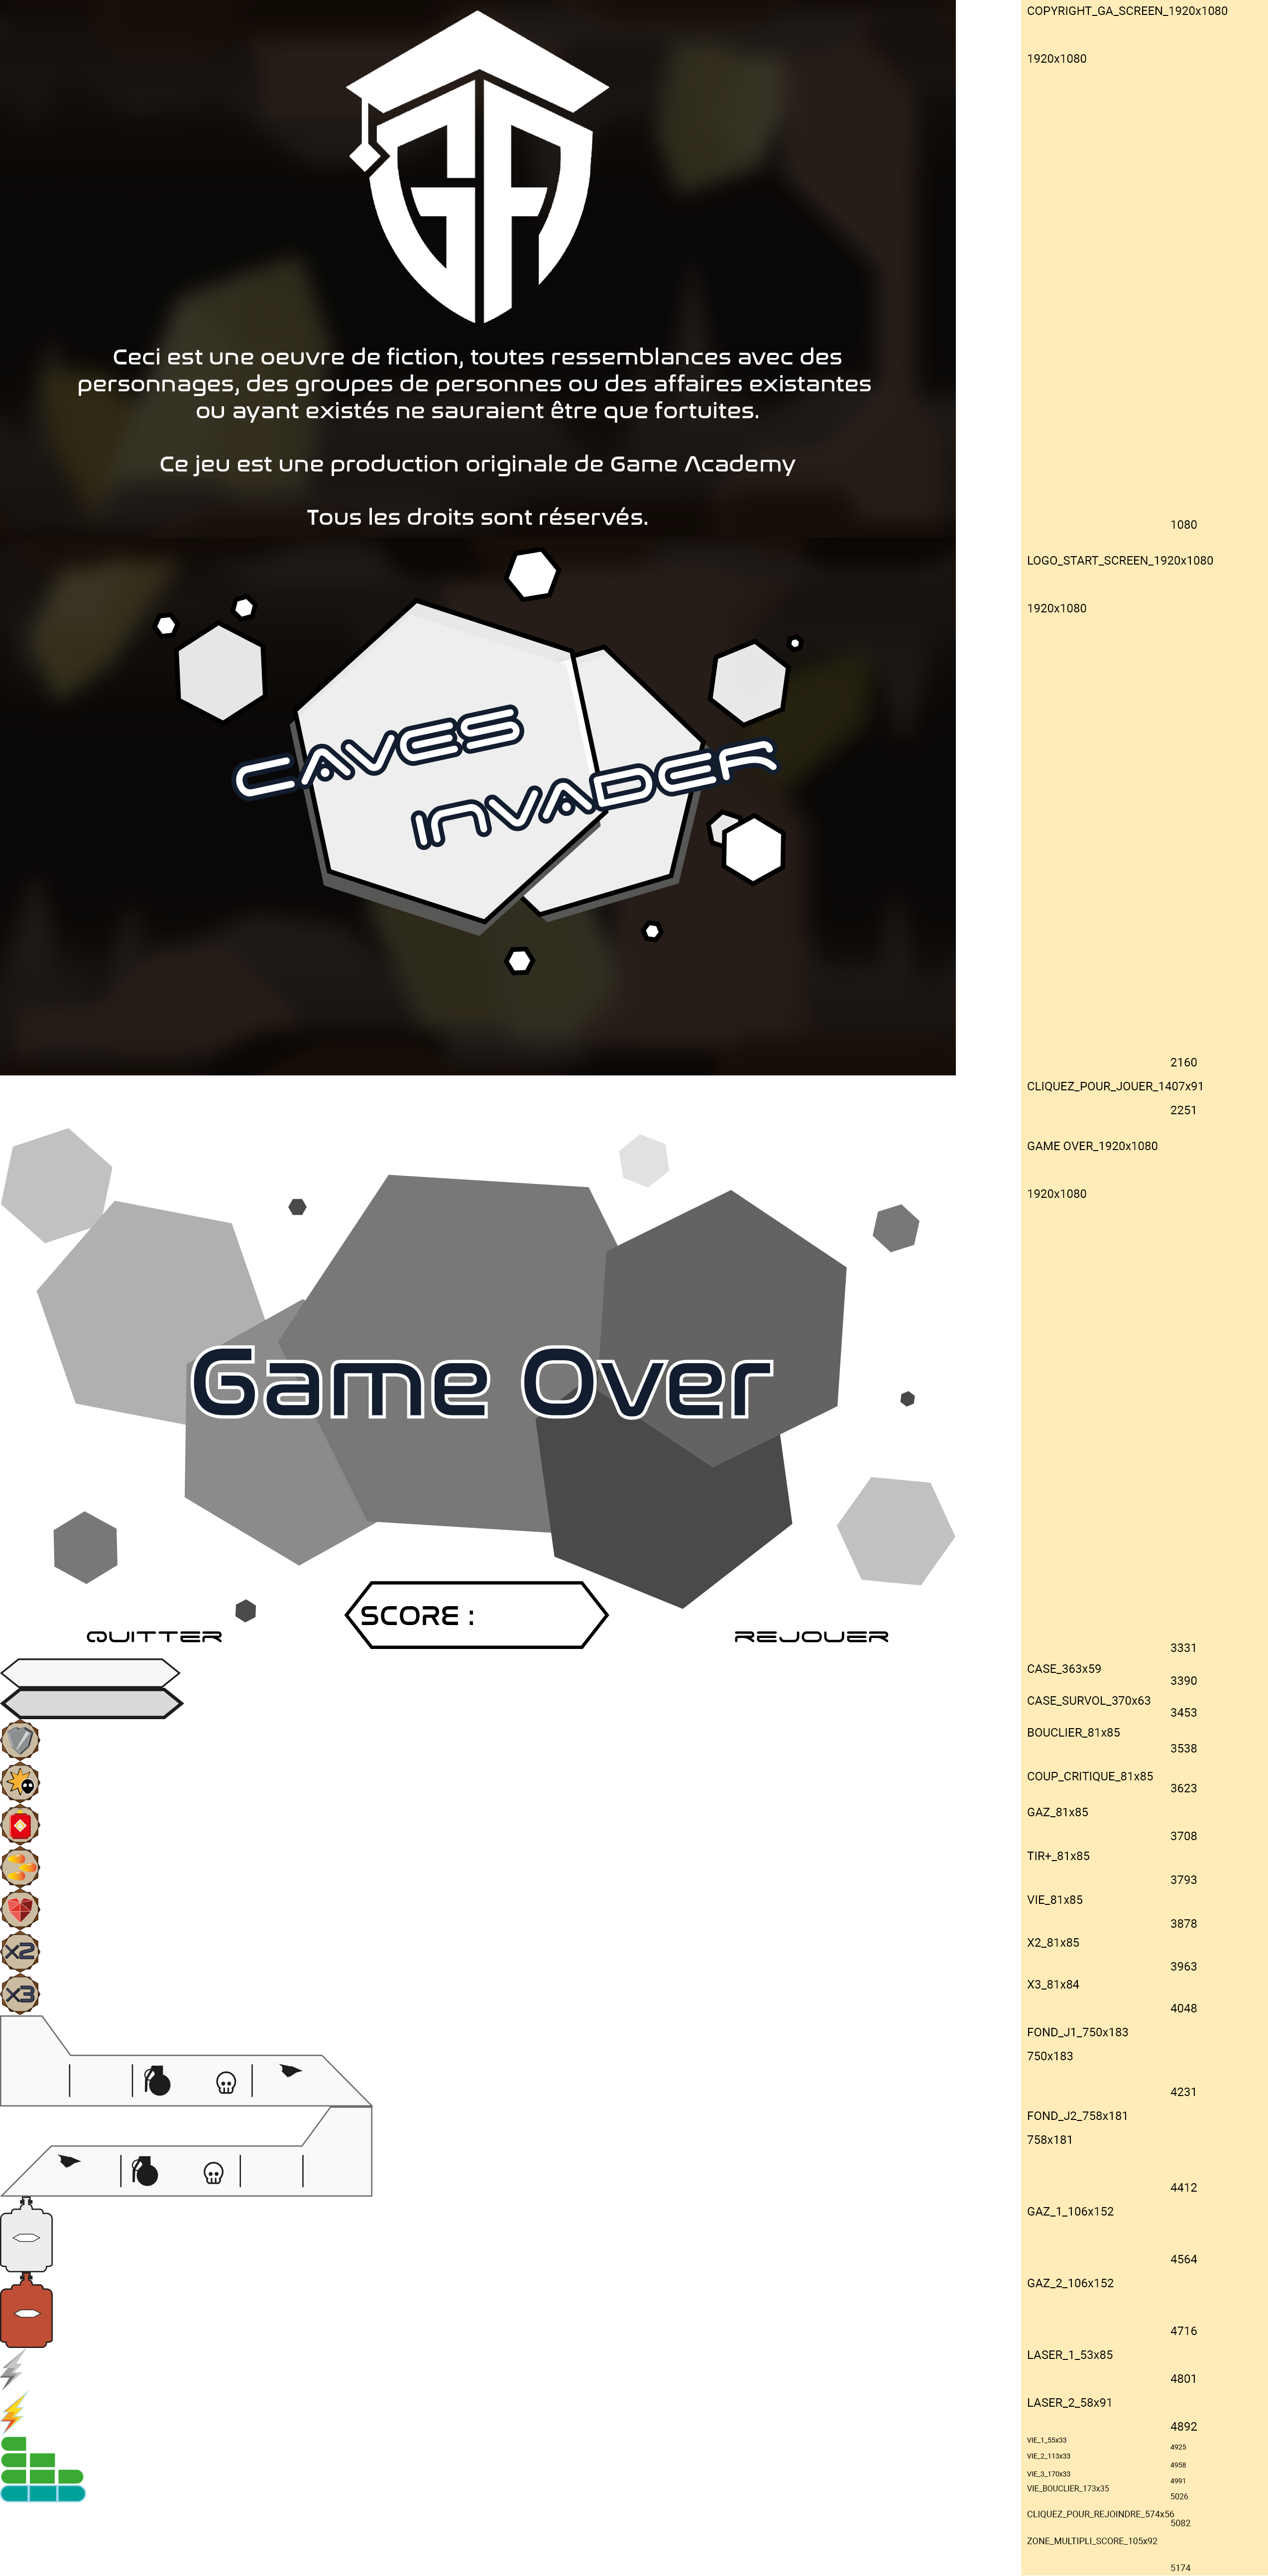 COPYRIGHT_GA_SCREEN_1920x1080
1920x1080
GA
Ceci est une oeuvre de fiction, toutes ressemblances avec des
personnages, des groupes de personnes ou des affaires existantes
ou ayant existés ne sauraient être que fortuites.
Ce jeu est une production originale de Game Academy
Tous les droits sont réservés.
1080
LOGO_START_SCREEN_1920x1080
1920x1080
CAVES
INVADER
2160
CLIQUEZ_POUR_JOUER_1407x91
2251
GAME OVER_1920x1080
1920x1080
Game Over
SCORE :
QUITTER
REJOUER
3331
CASE_363x59
3390
CASE_SURVOL_370x63
3453
BOUCLIER_81x85
3538
COUP_CRITIQUE_81x85
3623
GAZ_81x85
3708
TIR+_81x85
3793
VIE_81x85
3878
X2_81x85
x2
3963
X3_81x84
x3
4048
FOND_J1_750x183
750x183
4231
FOND_J2_758x181
758x181
4412
GAZ_1_106x152
4564
GAZ_2_106x152
4716
LASER_1_53x85
4801
LASER_2_58x91
4892
VIE_1_55x33
4925
VIE_2_113x33
4958
VIE_3_170x33
4991
VIE_BOUCLIER_173x35
5026
CLIQUEZ_POUR_REJOINDRE_574x56
5082
ZONE_MULTIPLI_SCORE_105x92
5174